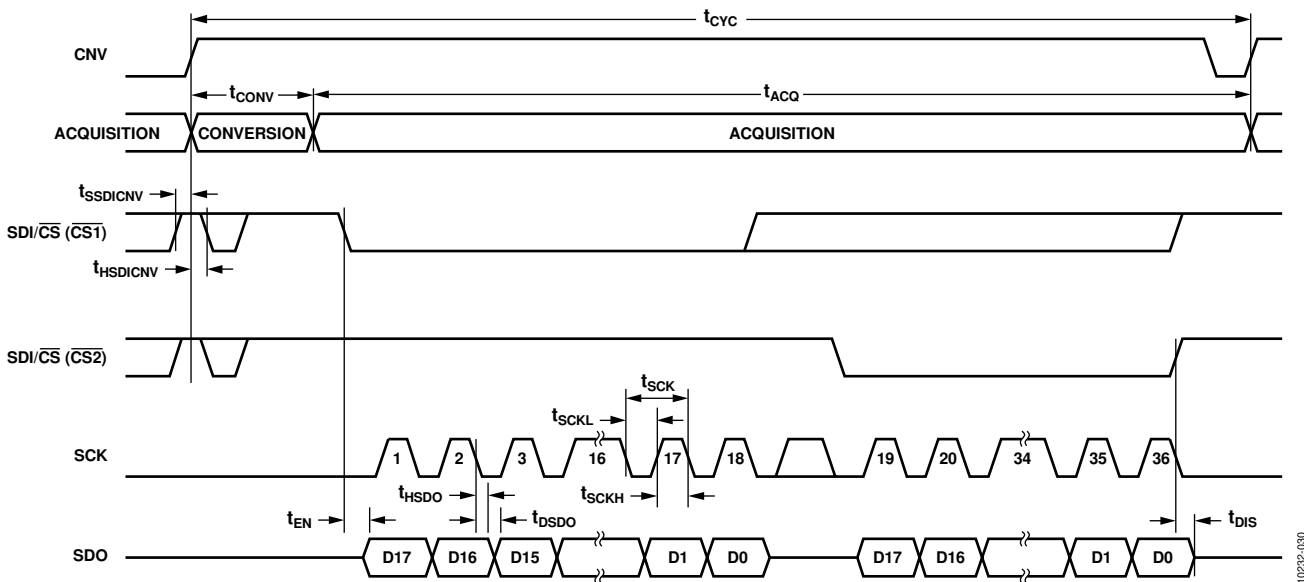 tCYC
CNV
tCONV
tACQ
ACQUISITION
CONVERSION
ACQUISITION
tSSDICNV
SDI/CS (CS1)
tHSDICNV
SDI/CS (CS2)
tSCK
tSCKL
SCK
1
2
3
16
17
18
19
20
34
35
36
tHSDO
tSCKH
tEN
tDSDO
tDIS
SDO
D17
D16
D15
D1
D0
D17
D16
D1
D0
10232-030